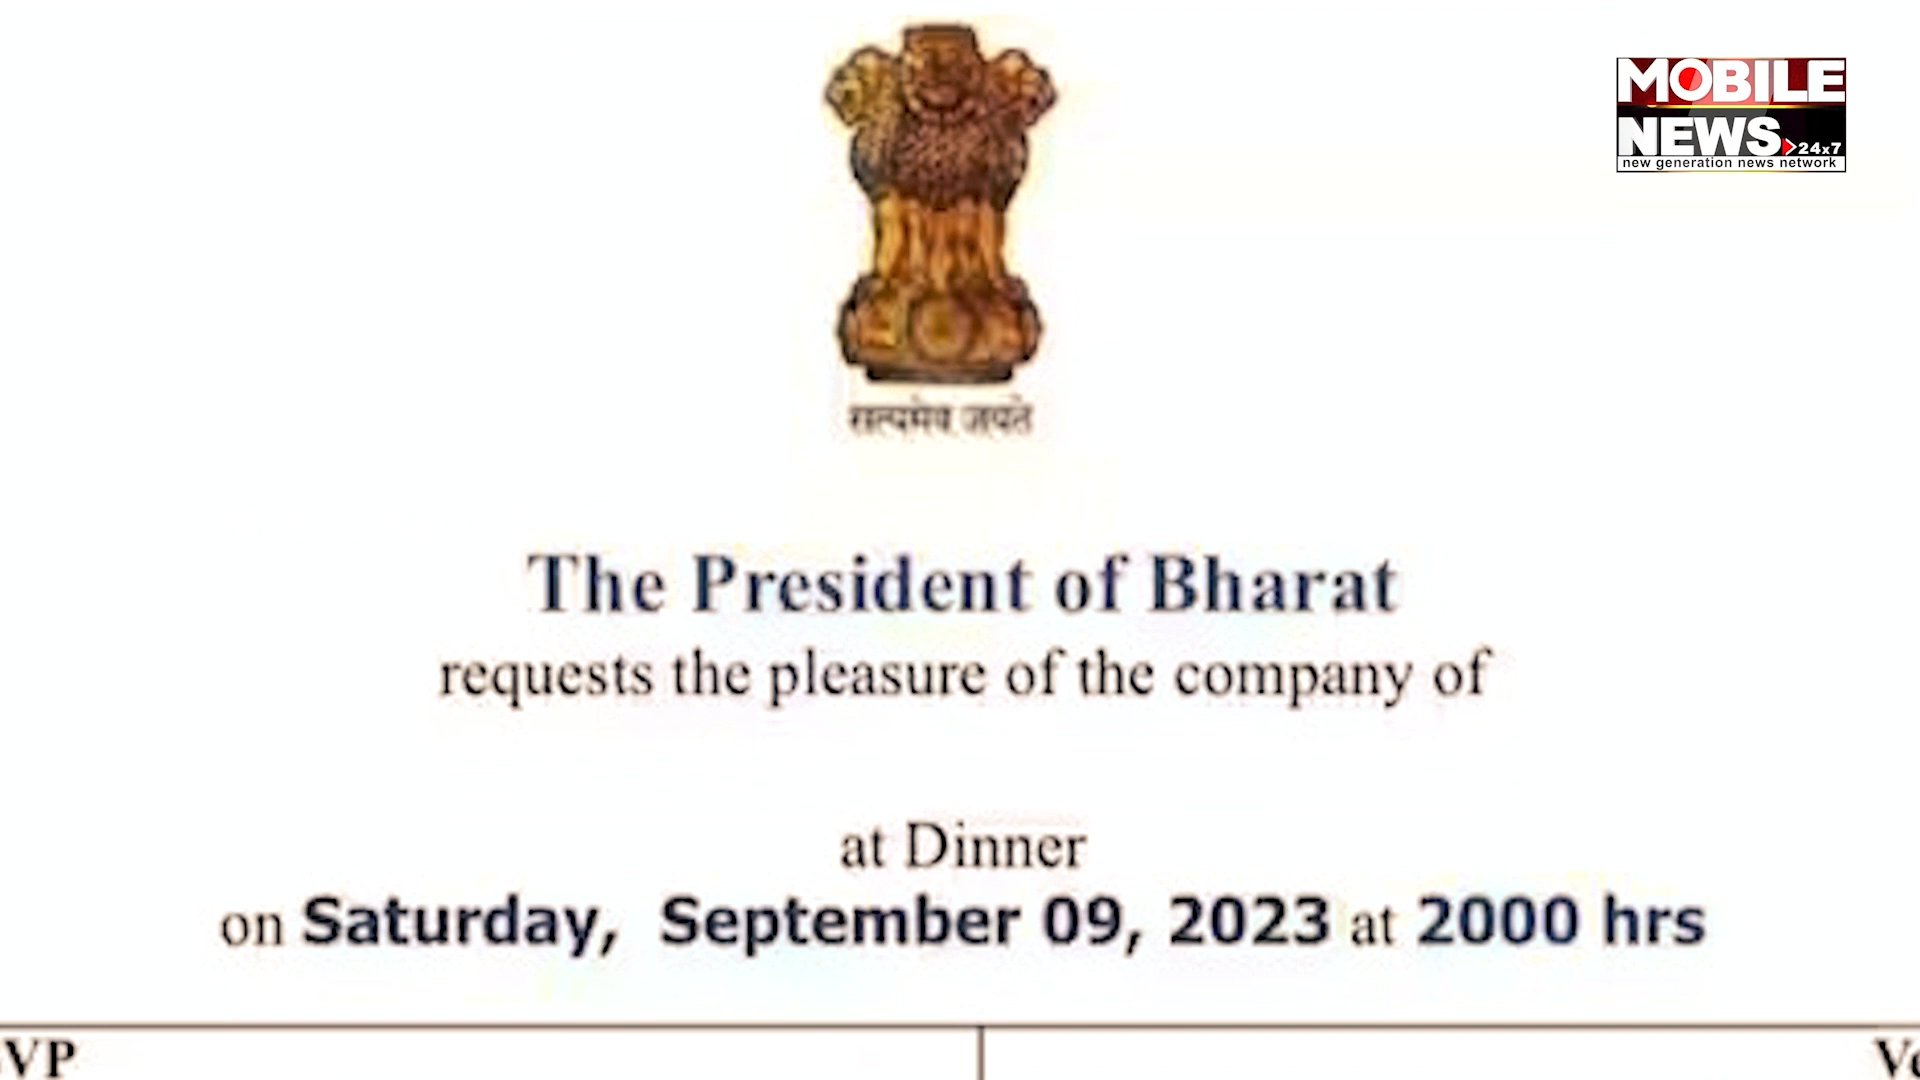 MOBILE
NEWS 24x7
new generation news network
सत्यमेव जयते
The President of Bharat
requests the pleasure of the company of
at Dinner
on Saturday, September 09, 2023 at 2000 hrs
VP